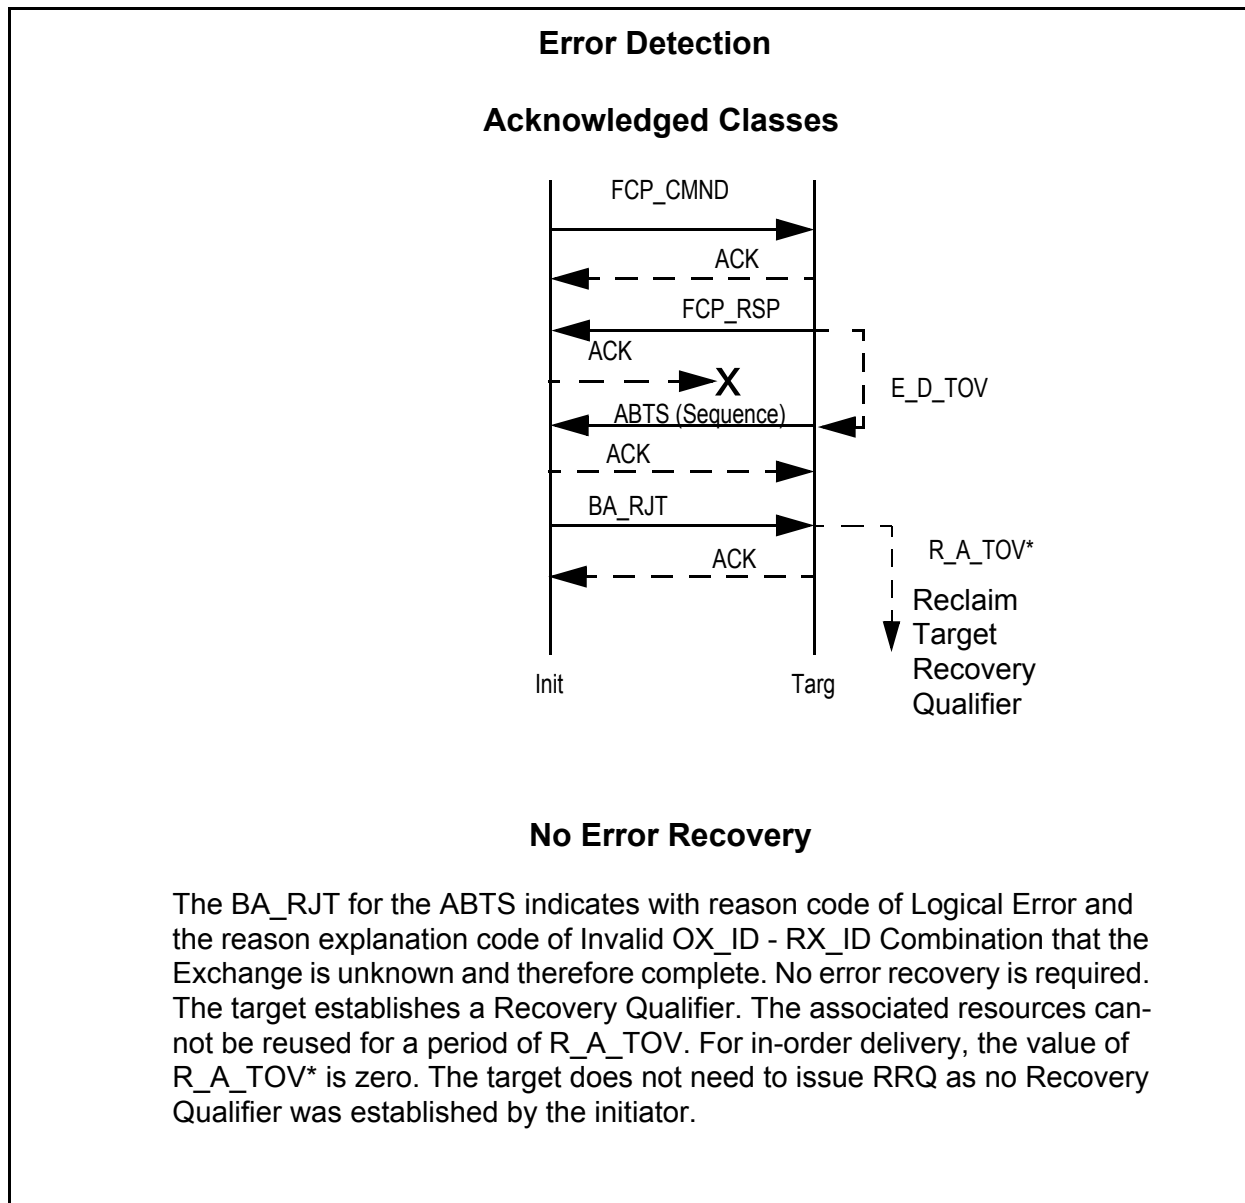 Error Detection
Acknowledged Classes
FCP_CMND
ACK
FCP_RSP
ACK
X
E_D_TOV
ABTS (Sequence)
ACK
BA_RJT
R_A_TOV*
ACK
Reclaim
Target
Recovery
Qualifier
Init
Targ
No Error Recovery
The BA_RJT for the ABTS indicates with reason code of Logical Error and
the reason explanation code of Invalid OX_ID - RX_ID Combination that the
Exchange is unknown and therefore complete. No error recovery is required.
The target establishes a Recovery Qualifier. The associated resources can-
not be reused for a period of R_A_TOV. For in-order delivery, the value of
R_A_TOV* is zero. The target does not need to issue RRQ as no Recovery
Qualifier was established by the initiator.